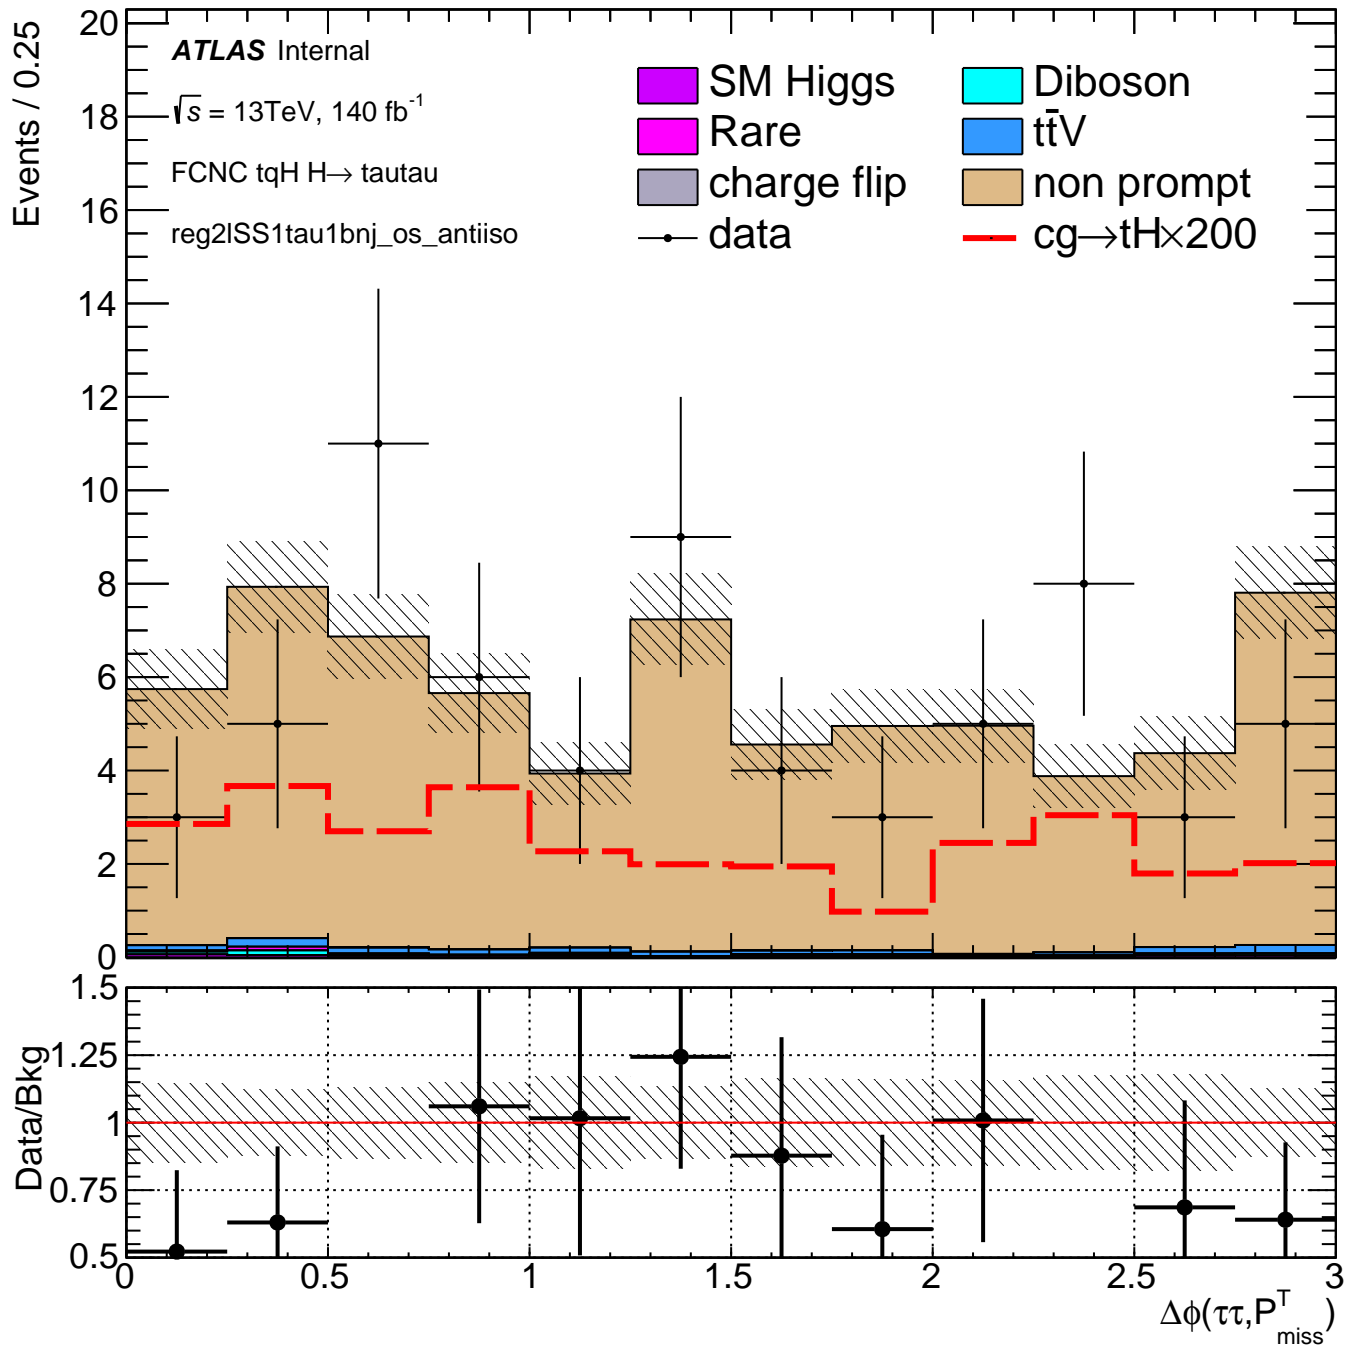 Events / 0.25
20
18
16
14
12
10
8
6
4
2
0
ATLAS Internal
√s = 13TeV, 140 fb-1
FCNC tqH H→ tautau
reg2lSS1tau1bnj_os_antiiso
SM Higgs
Diboson
Rare
tt̄V
charge flip
non prompt
data
cg→tH×200
Data/Bkg
1.5
1.25
1
0.75
0.5
0 0.5 1 1.5 2 2.5 3
Δϕ(ττ,P^T_miss)